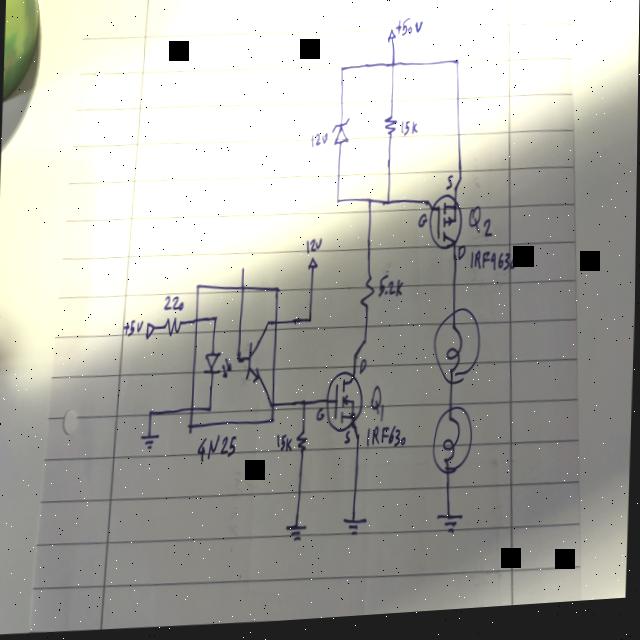 +50V
12V
15K
S
G
Q2
D
IRF9630
12V
5.2K
220
+5V
D
G
Q1
S
IRF630
15K
4N25